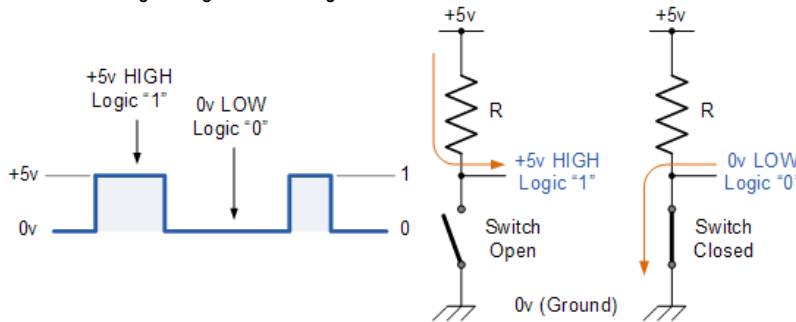 +5v HIGH
Logic “1”
0v LOW
Logic “0”
+5v
0v
1
0
+5v
R
+5v HIGH
Logic “1”
Switch
Open
0v (Ground)
+5v
R
0v LOW
Logic “0”
Switch
Closed